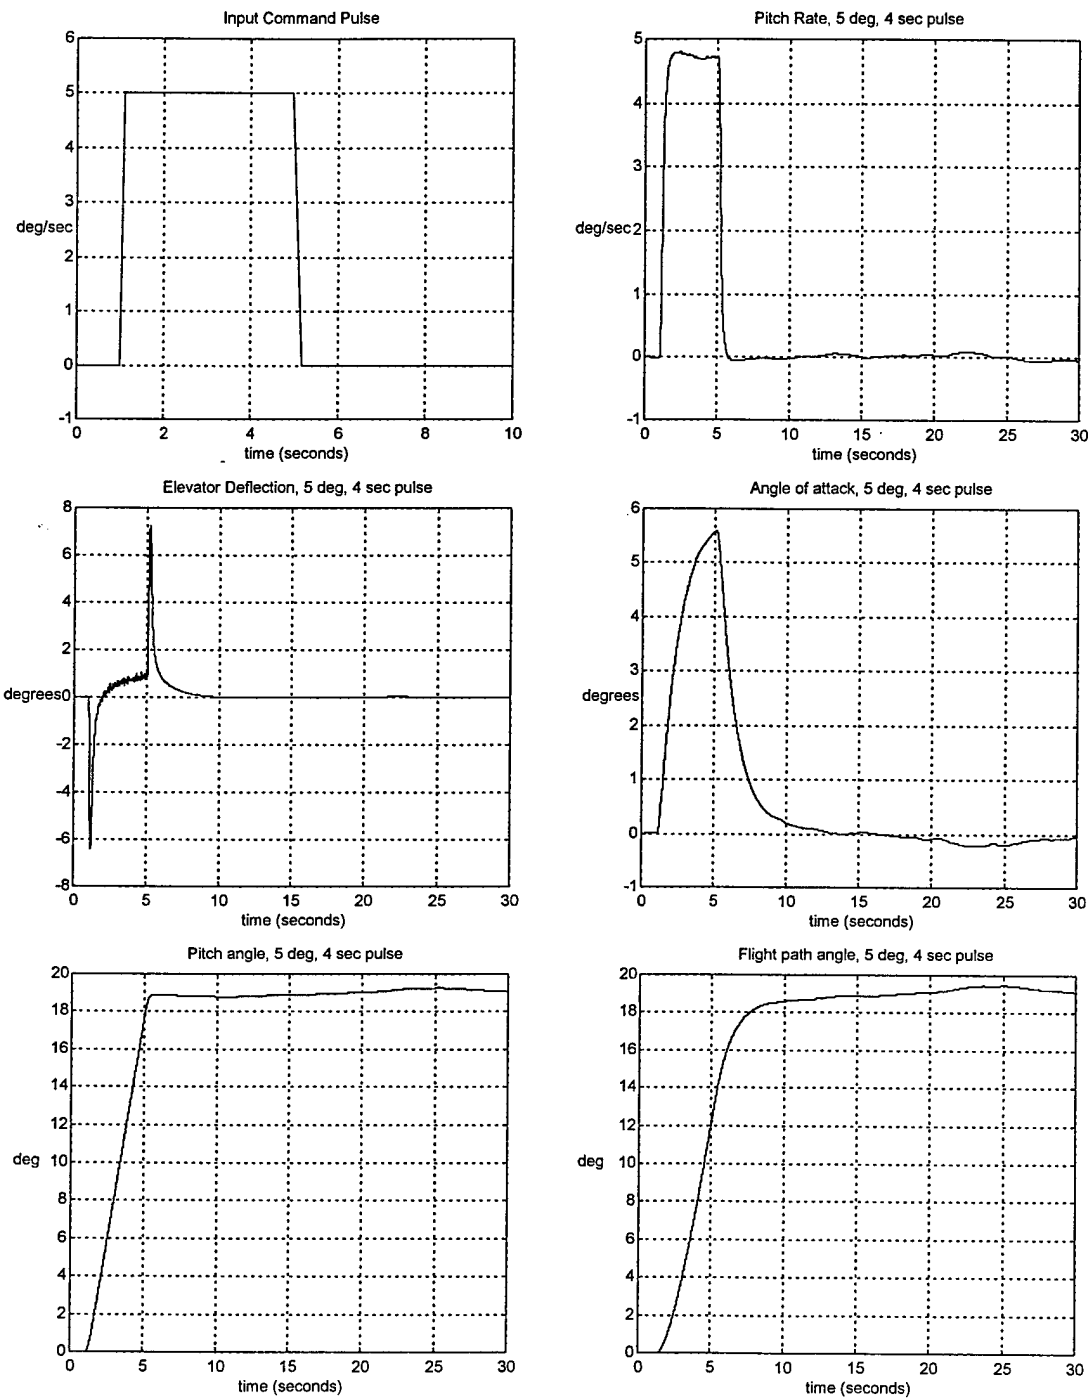 Input Command Pulse
6
5
4
3
deg/sec
2
1
0
-1
0 2 4 6 8 10
time (seconds)
Pitch Rate, 5 deg, 4 sec pulse
5
4
3
deg/sec 2
1
0
-1
0 5 10 15 20 25 30
time (seconds)
Elevator Deflection, 5 deg, 4 sec pulse
8
6
4
2
degrees 0
-2
-4
-6
-8
0 5 10 15 20 25 30
time (seconds)
Angle of attack, 5 deg, 4 sec pulse
6
5
4
3
degrees
2
1
0
-1
0 5 10 15 20 25 30
time (seconds)
Pitch angle, 5 deg, 4 sec pulse
20
18
16
14
12
deg 10
8
6
4
2
0
0 5 10 15 20 25 30
time (seconds)
Flight path angle, 5 deg, 4 sec pulse
20
18
16
14
12
deg 10
8
6
4
2
0
0 5 10 15 20 25 30
time (seconds)